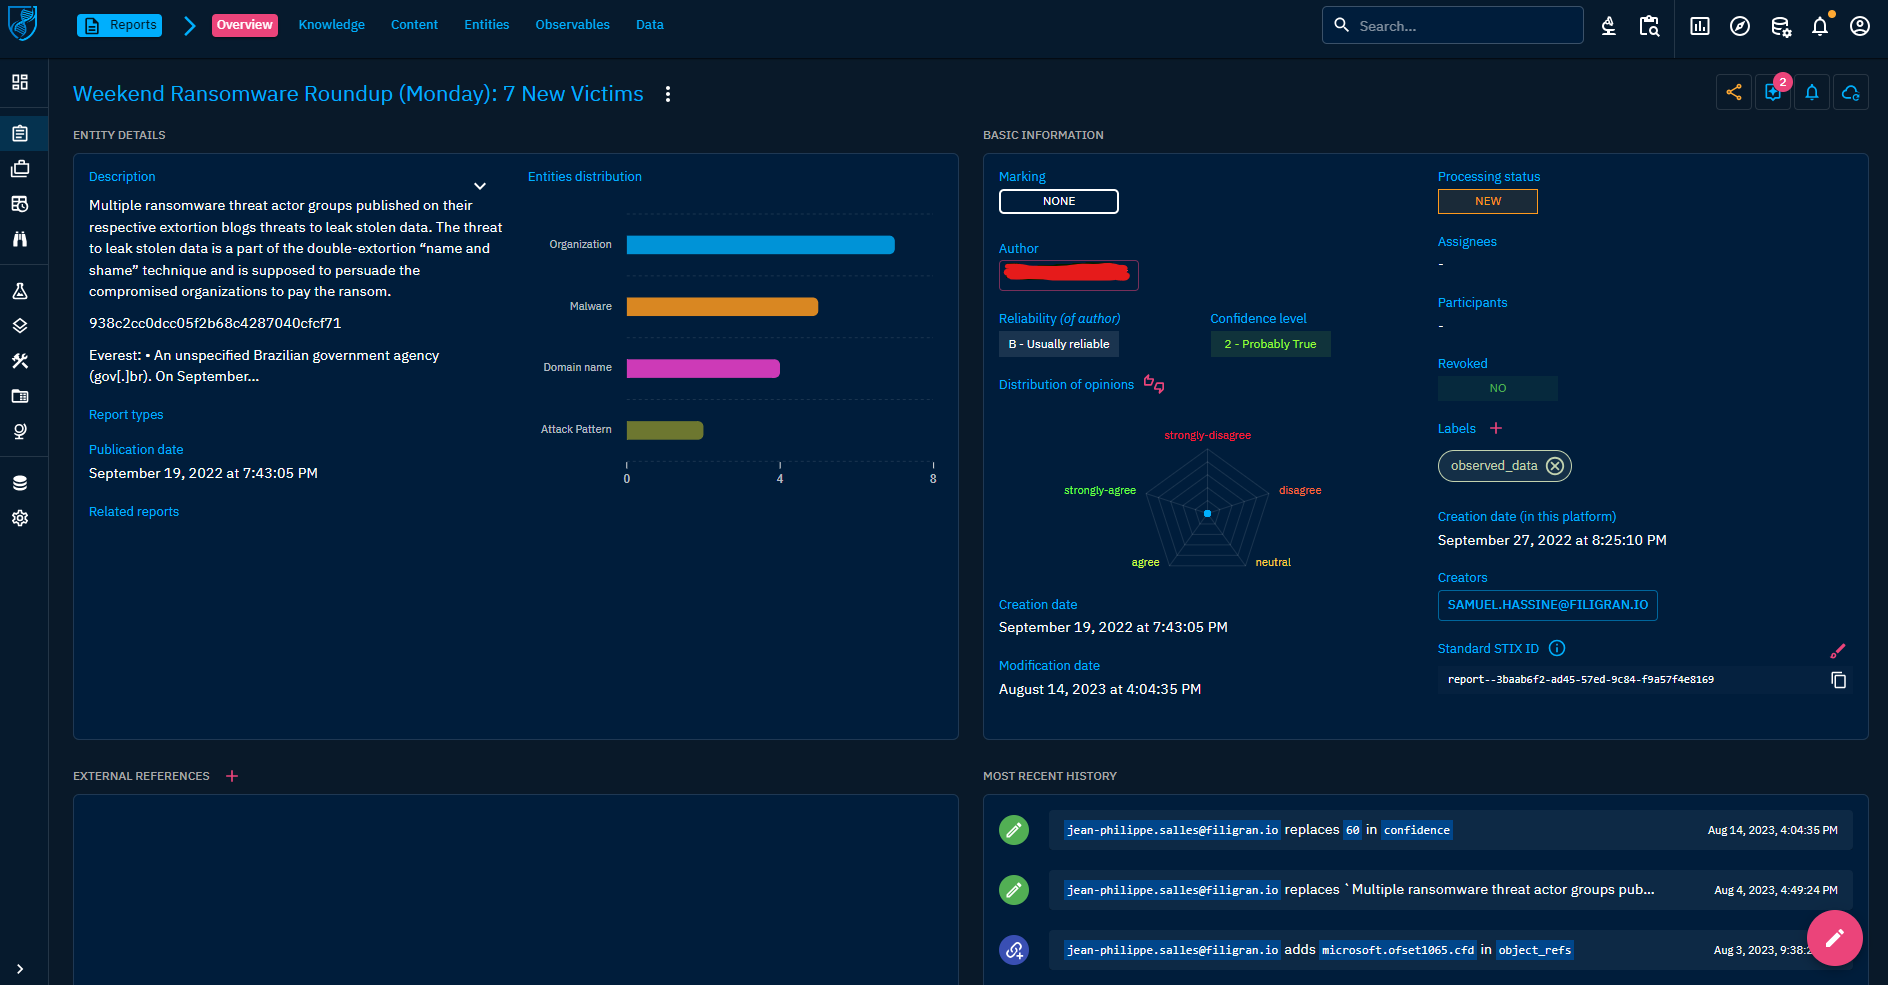 Reports
Overview
Knowledge
Content
Entities
Observables
Data
Search...
Weekend Ransomware Roundup (Monday): 7 New Victims
2
ENTITY DETAILS
Description
Multiple ransomware threat actor groups published on their
respective extortion blogs threats to leak stolen data. The threat
to leak stolen data is a part of the double-extortion “name and
shame” technique and is supposed to persuade the
compromised organizations to pay the ransom.
938c2cc0dcc05f2b68c4287040cfcf71
Everest: • An unspecified Brazilian government agency
(gov[.]br). On September...
Report types
Publication date
September 19, 2022 at 7:43:05 PM
Related reports
Entities distribution
Organization
Malware
Domain name
Attack Pattern
0 4 8
BASIC INFORMATION
Marking
NONE
Author
Reliability (of author)
B - Usually reliable
Confidence level
2 - Probably True
Distribution of opinions
strongly-disagree
strongly-agree
disagree
agree
neutral
Creation date
September 19, 2022 at 7:43:05 PM
Modification date
August 14, 2023 at 4:04:35 PM
Processing status
NEW
Assignees
-
Participants
-
Revoked
NO
Labels
observed_data
Creation date (in this platform)
September 27, 2022 at 8:25:10 PM
Creators
SAMUEL.HASSINE@FILIGRAN.IO
Standard STIX ID
report--3baab6f2-ad45-57ed-9c84-f9a57f4e8169
EXTERNAL REFERENCES
MOST RECENT HISTORY
jean-philippe.salles@filigran.io replaces 60 in confidence Aug 14, 2023, 4:04:35 PM
jean-philippe.salles@filigran.io replaces `Multiple ransomware threat actor groups pub... Aug 4, 2023, 4:49:24 PM
jean-philippe.salles@filigran.io adds microsoft.ofset1065.cfd in object_refs Aug 3, 2023, 9:38: